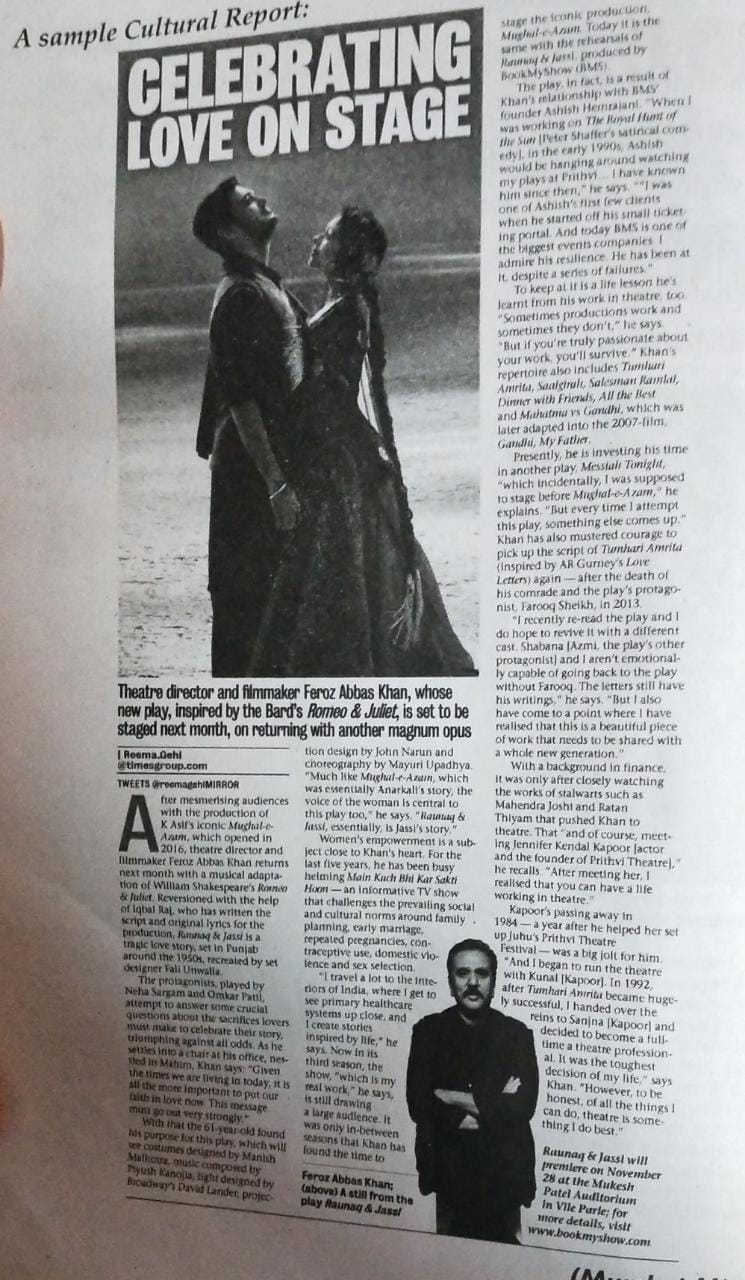 A sample Cultural Report:
CELEBRATING
LOVE ON STAGE
Theatre director and filmmaker Feroz Abbas Khan, whose
new play, inspired by the Bard's Romeo & Juliet, is set to be
staged next month, on returning with another magnum opus
| Reema.Gehi
@timesgroup.com
TWEETS @reemagehiMIRROR
After mesmerising audiences
with the production of
K Asif's iconic Mughal-e-
Azam, which opened in
2016, theatre director and
filmmaker Feroz Abbas Khan returns
next month with a musical adapta-
tion of William Shakespeare's Romeo
& Juliet. Reversioned with the help
of Iqbal Raj, who has written the
script and original lyrics for the
production, Raunaq & Jassi is a
tragic love story, set in Punjab
around the 1950s, recreated by set
designer Fali Unwalla.
The protagonists, played by
Neha Sargam and Omkar Patil,
attempt to answer some crucial
questions about the sacrifices lovers
must make to celebrate their story,
triumphing against all odds. As he
settles into a chair at his office, nes-
tled in Mahim, Khan says: "Given
the times we are living in today, it is
all the more important to put our
faith in love now. This message
must go out very strongly."
With that the 61-year-old found
his purpose for this play, which will
see costumes designed by Manish
Malhotra, music composed by
Piyush Kanojia, light designed by
Broadway's David Lander, projec-
tion design by John Narun and
choreography by Mayuri Upadhya.
"Much like Mughal-e-Azam, which
was essentially Anarkali's story, the
voice of the woman is central to
this play too," he says. "Raunaq &
Jassi, essentially, is Jassi's story."
Women's empowerment is a sub-
ject close to Khan's heart. For the
last five years, he has been busy
helming Main Kuch Bhi Kar Sakti
Hoon — an informative TV show
that challenges the prevailing social
and cultural norms around family
planning, early marriage,
repeated pregnancies, con-
traceptive use, domestic vio-
lence and sex selection.
"I travel a lot to the inte-
riors of India, where I get to
see primary healthcare
systems up close, and
I create stories
inspired by life," he
says. Now in its
third season, the
show, "which is my
real work," he says,
is still drawing
a large audience. It
was only in-between
seasons that Khan has
found the time to
Feroz Abbas Khan;
(above) A still from the
play Raunaq & Jassi
stage the iconic production,
Mughal-e-Azam. Today it is the
same with the rehearsals of
Raunaq & Jassi, produced by
BookMyShow (BMS).
The play, in fact, is a result of
Khan's relationship with BMS'
founder Ashish Hemrajani. "When I
was working on The Royal Hunt of
the Sun [Peter Shaffer's satirical com-
edy], in the early 1990s, Ashish
would be hanging around watching
my plays at Prithvi... I have known
him since then," he says. ""I was
one of Ashish's first few clients
when he started off his small ticket-
ing portal. And today BMS is one of
the biggest events companies. I
admire his resilience. He has been at
it, despite a series of failures."
To keep at it is a life lesson he's
learnt from his work in theatre, too.
"Sometimes productions work and
sometimes they don't," he says.
"But if you're truly passionate about
your work, you'll survive." Khan's
repertoire also includes Tumhari
Amrita, Saalgirah, Salesman Ramlal,
Dinner with Friends, All the Best
and Mahatma vs Gandhi, which was
later adapted into the 2007-film,
Gandhi, My Father.
Presently, he is investing his time
in another play, Messiah Tonight,
"which incidentally, I was supposed
to stage before Mughal-e-Azam," he
explains. "But every time I attempt
this play, something else comes up."
Khan has also mustered courage to
pick up the script of Tumhari Amrita
(inspired by AR Gurney's Love
Letters) again — after the death of
his comrade and the play's protago-
nist, Farooq Sheikh, in 2013.
"I recently re-read the play and I
do hope to revive it with a different
cast. Shabana [Azmi, the play's other
protagonist] and I aren't emotional-
ly capable of going back to the play
without Farooq. The letters still have
his writings," he says. "But I also
have come to a point where I have
realised that this is a beautiful piece
of work that needs to be shared with
a whole new generation."
With a background in finance,
it was only after closely watching
the works of stalwarts such as
Mahendra Joshi and Ratan
Thiyam that pushed Khan to
theatre. That "and of course, meet-
ing Jennifer Kendal Kapoor [actor
and the founder of Prithvi Theatre],"
he recalls. "After meeting her, I
realised that you can have a life
working in theatre."
Kapoor's passing away in
1984 — a year after he helped her set
up Juhu's Prithvi Theatre
Festival — was a big jolt for him.
"And I began to run the theatre
with Kunal [Kapoor]. In 1992,
after Tumhari Amrita became huge-
ly successful, I handed over the
reins to Sanjna [Kapoor] and
decided to become a full-
time a theatre profession-
al. It was the toughest
decision of my life," says
Khan. "However, to be
honest, of all the things I
can do, theatre is some-
thing I do best."
Raunaq & Jassi will
premiere on November
28 at the Mukesh
Patel Auditorium
in Vile Parle; for
more details, visit
www.bookmyshow.com